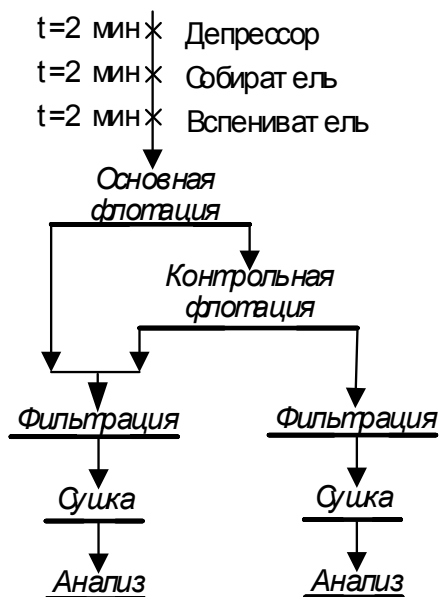 t=2 мин Депрессор
t=2 мин Собиратель
t=2 мин Вспениватель
Основная
флотация
Контрольная
флотация
Фильтрация Фильтрация
Сушка Сушка
Анализ Анализ